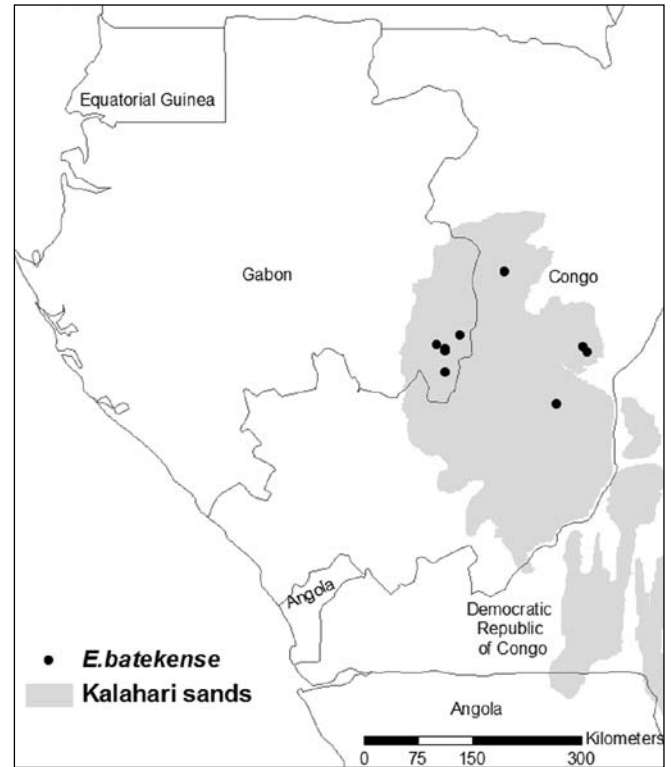 Equatorial Guinea
Gabon
Congo
Angola
Democratic
Republic
of Congo
E.batekense
Kalahari sands
Angola
Kilometers
0 75 150 300